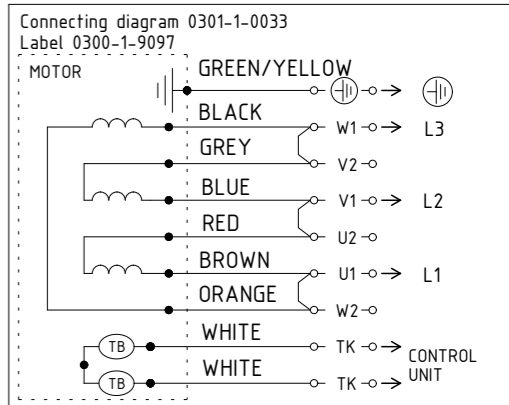 Connecting diagram 0301-1-0033
Label 0300-1-9097
MOTOR
GREEN/YELLOW
BLACK W1 L3
GREY V2
BLUE V1 L2
RED U2
BROWN U1 L1
ORANGE W2
TB WHITE TK CONTROL
TB WHITE TK UNIT